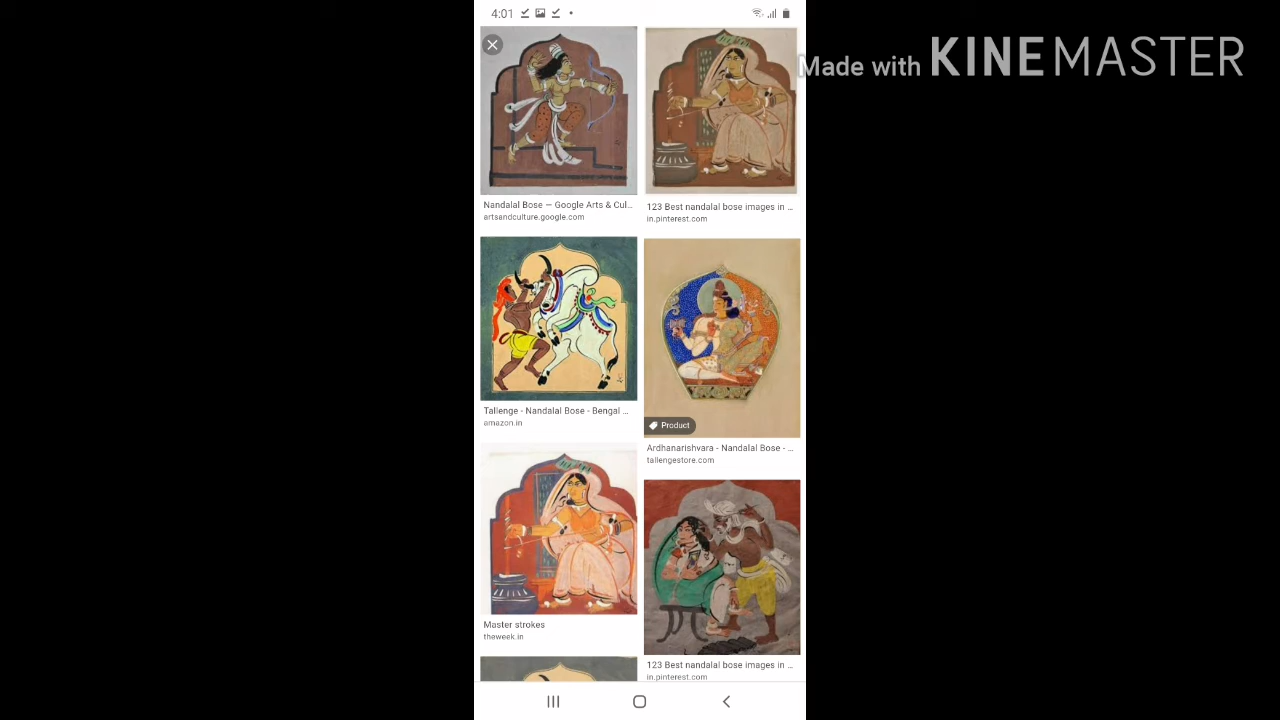 4:01
Made with KINEMASTER
Nandalal Bose — Google Arts & Cul...
artsandculture.google.com
123 Best nandalal bose images in ...
in.pinterest.com
Tallenge - Nandalal Bose - Bengal ...
amazon.in
Product
Ardhanarishvara - Nandalal Bose - ...
tallengestore.com
Master strokes
theweek.in
123 Best nandalal bose images in ...
in.pinterest.com